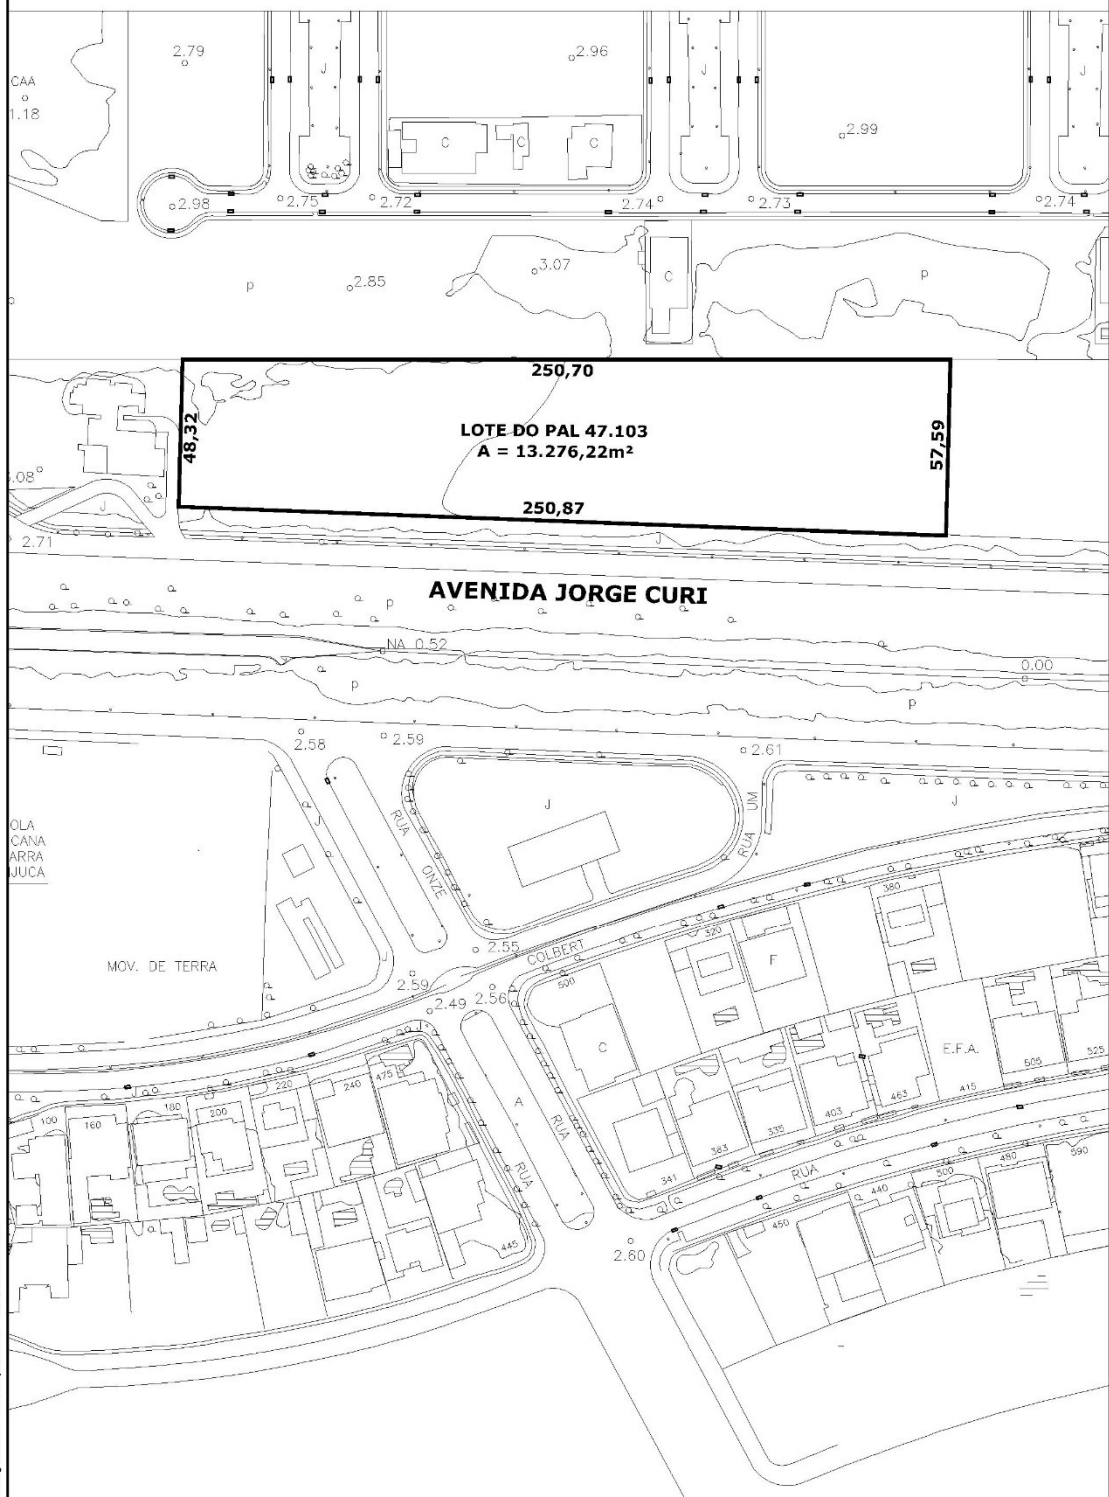 2.79
2.96
J
J
J
CAA
1.18
2.99
C
C
C
2.98
2.75
2.72
2.74
2.73
2.74
3.07
C
P
P
2.85
250,70
48,32
LOTE DO PAL 47.103
A = 13.276,22m²
57,59
.08
J
250,87
2.71
J
AVENIDA JORGE CURI
P
NA 0.52
0.00
P
P
2.58
2.59
2.61
J
J
J
RUA UM
RUA ONZE
OLA
CANA
ARRA
IJUCA
380
320
2.55
COLBERT
F
MOV. DE TERRA
2.59
2.56
500
2.49
C
E.F.A.
505
525
475
240
220
J
415
463
403
180
200
100
160
A
RUA
335
383
341
RUA
RUA
590
480
500
440
450
445
2.60